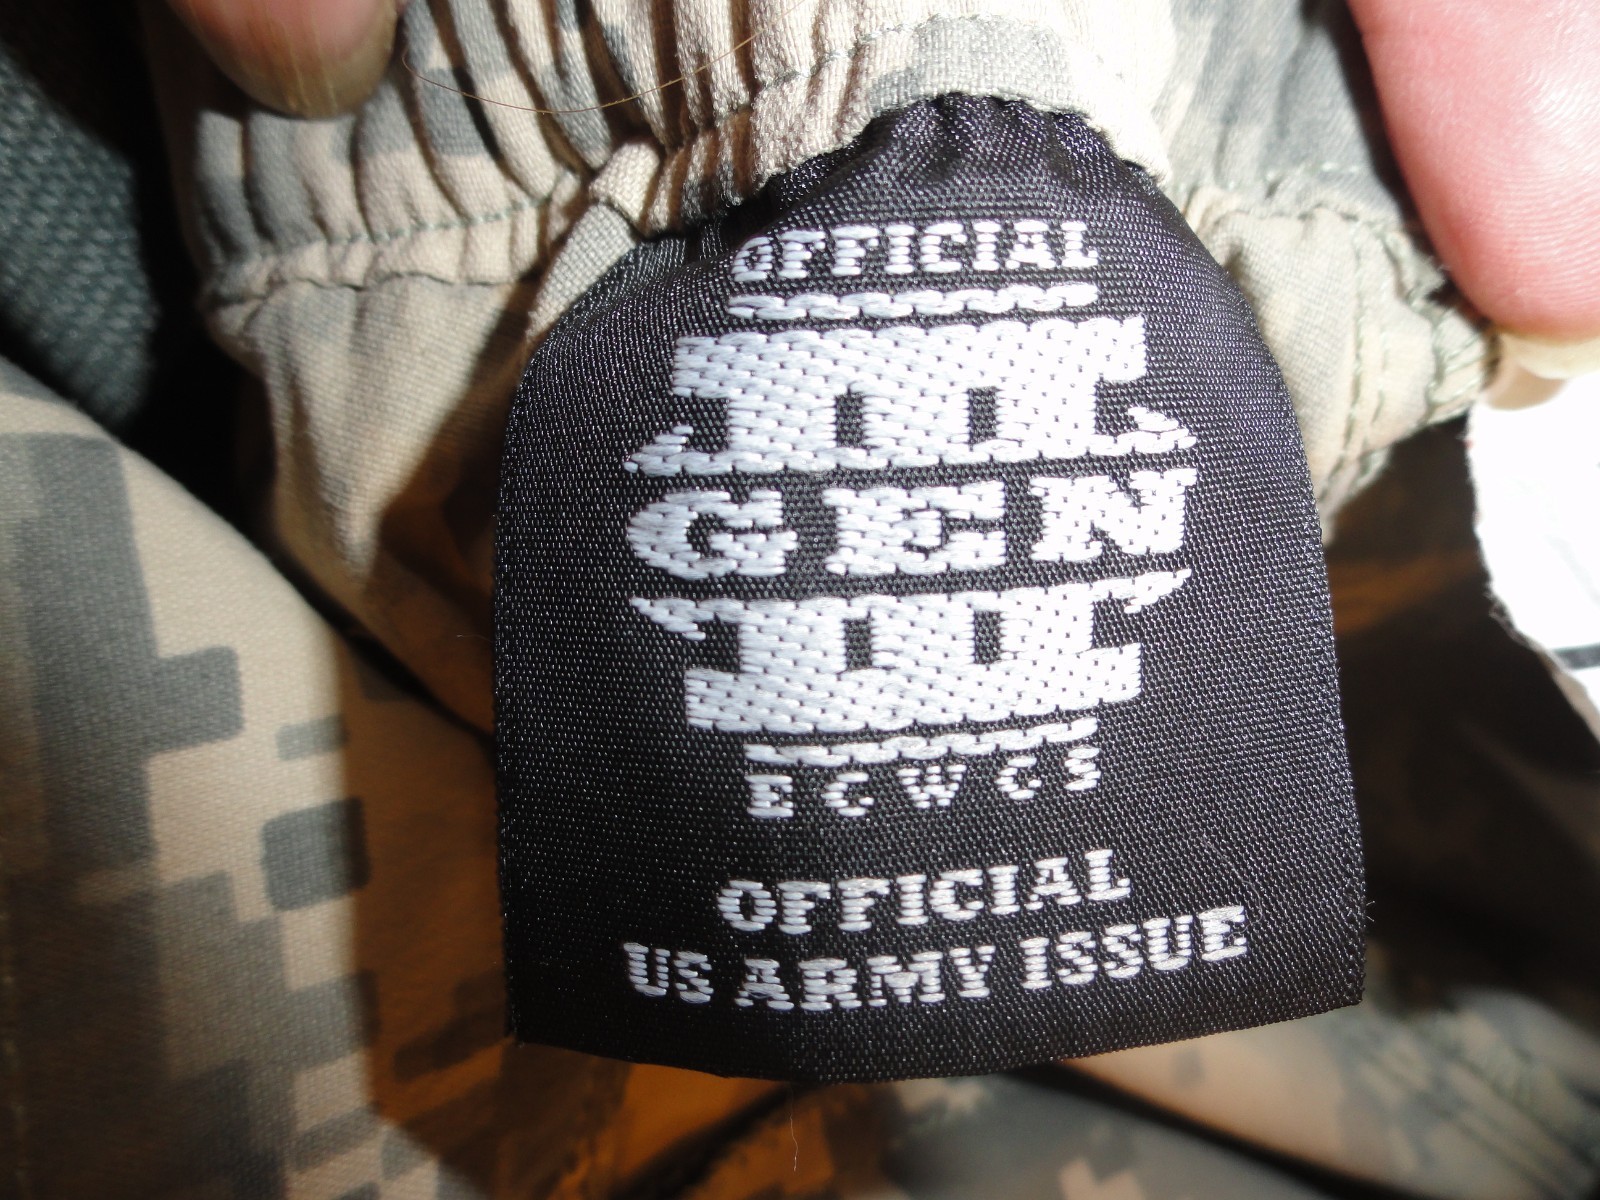 OFFICIAL
III
GEN
III
ECWCS
OFFICIAL
US ARMY ISSUE